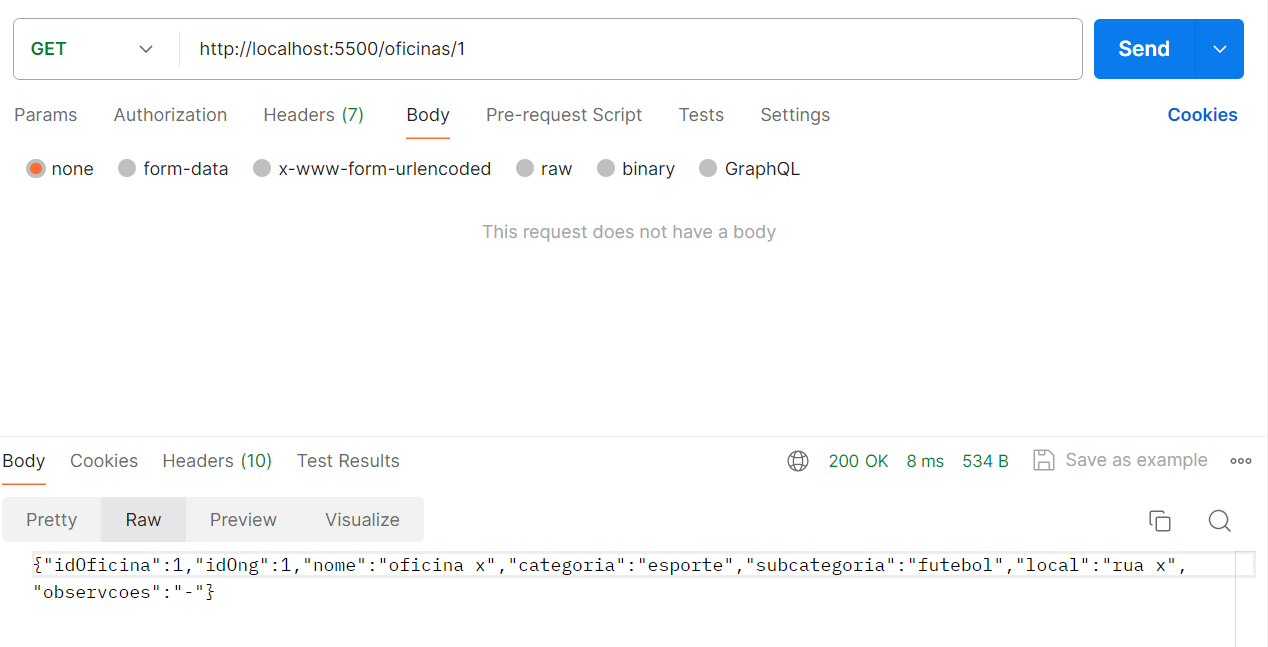 GET http://localhost:5500/oficinas/1 Send
Params Authorization Headers (7) Body Pre-request Script Tests Settings Cookies
none form-data x-www-form-urlencoded raw binary GraphQL
This request does not have a body
Body Cookies Headers (10) Test Results 200 OK 8 ms 534 B Save as example
Pretty Raw Preview Visualize
{"idOficina":1,"idOng":1,"nome":"oficina x","categoria":"esporte","subcategoria":"futebol","local":"rua x",
"observcoes":"-"}